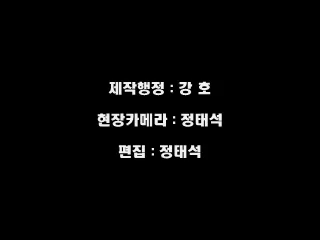 제작행정 : 강 호
현장카메라 : 정태석
편집 : 정태석